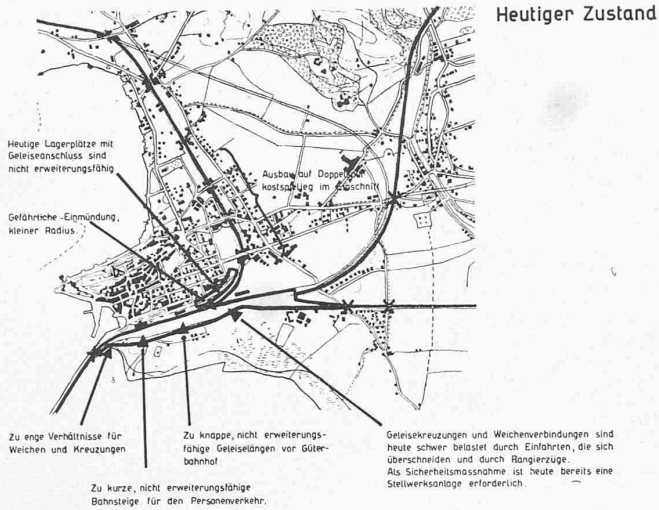 Heutiger Zustand
Heutige Lagerplätze mit
Geleiseanschluss sind
nicht erweiterungsfähig
Ausbau auf Doppelspur
kostspielieg im Einschnitt
Gefährliche Einmündung,
kleiner Radius.
Zu enge Verhältnisse für
Weichen und Kreuzungen
Zu knappe, nicht erweiterungs-
fähige Geleiselängen vor Güter-
bahnhof
Zu kurze, nicht erweiterungsfähige
Bahnsteige für den Personenverkehr.
Geleisekreuzungen und Weichenverbindungen sind
heute schwer belastet durch Einfahrten, die sich
überschneiden und durch Rangierzüge.
Als Sicherheitsmassnahme ist heute bereits eine
Stellwerksanlage erforderlich.